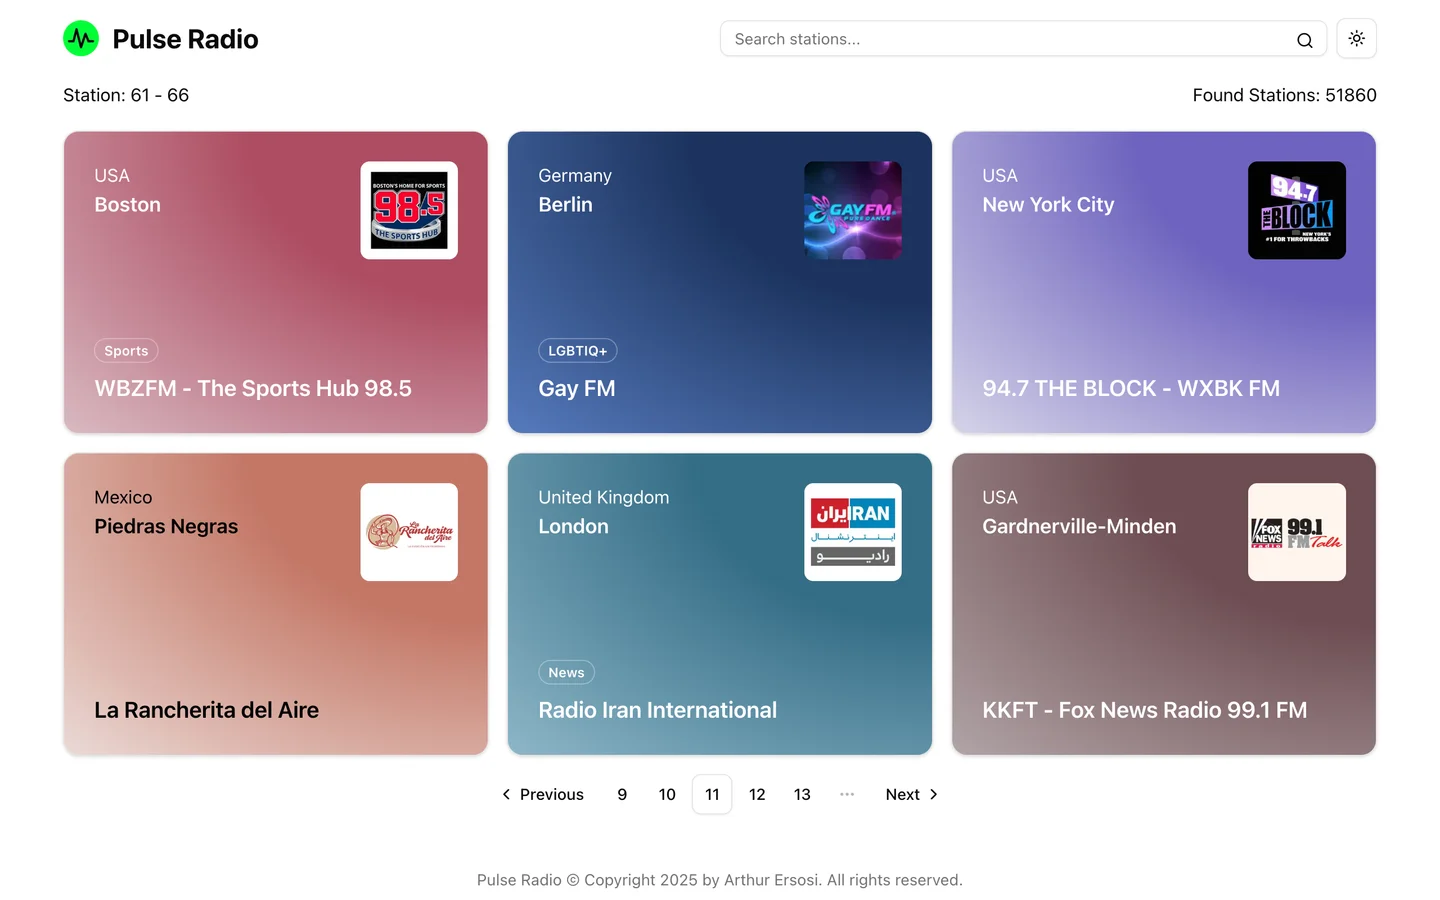 Pulse Radio
Search stations...
Station: 61 - 66
Found Stations: 51860
USA
Boston
BOSTON'S HOME FOR SPORTS
98.5
THE SPORTS HUB
Sports
WBZFM - The Sports Hub 98.5
Germany
Berlin
GAYFM
PURE DANCE
LGBTIQ+
Gay FM
USA
New York City
94.7
THE BLOCK
NEW YORK'S
#1 FOR THROWBACKS
94.7 THE BLOCK - WXBK FM
Mexico
Piedras Negras
La
Rancherita
del Aire
La Rancherita del Aire
United Kingdom
London
ایران IRAN
اینترنشنال
رادیو
News
Radio Iran International
USA
Gardnerville-Minden
FOX
NEWS
radio
99.1
FM Talk
KKFT - Fox News Radio 99.1 FM
Previous
9
10
11
12
13
···
Next
Pulse Radio © Copyright 2025 by Arthur Ersosi. All rights reserved.